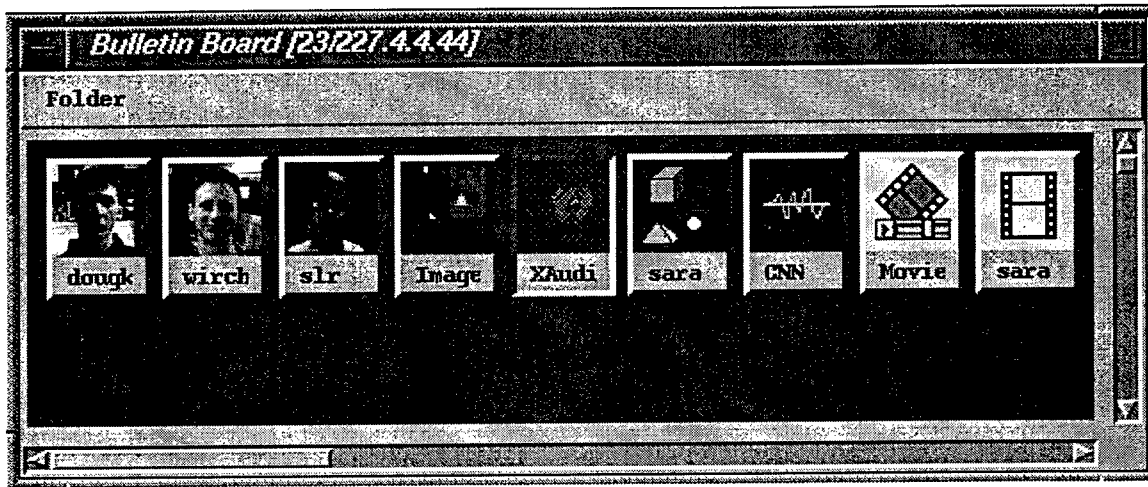 Bulletin Board [23/227.4.4.44]
Folder
dougk wirch slr Image XAudi sara CNN Movie sara